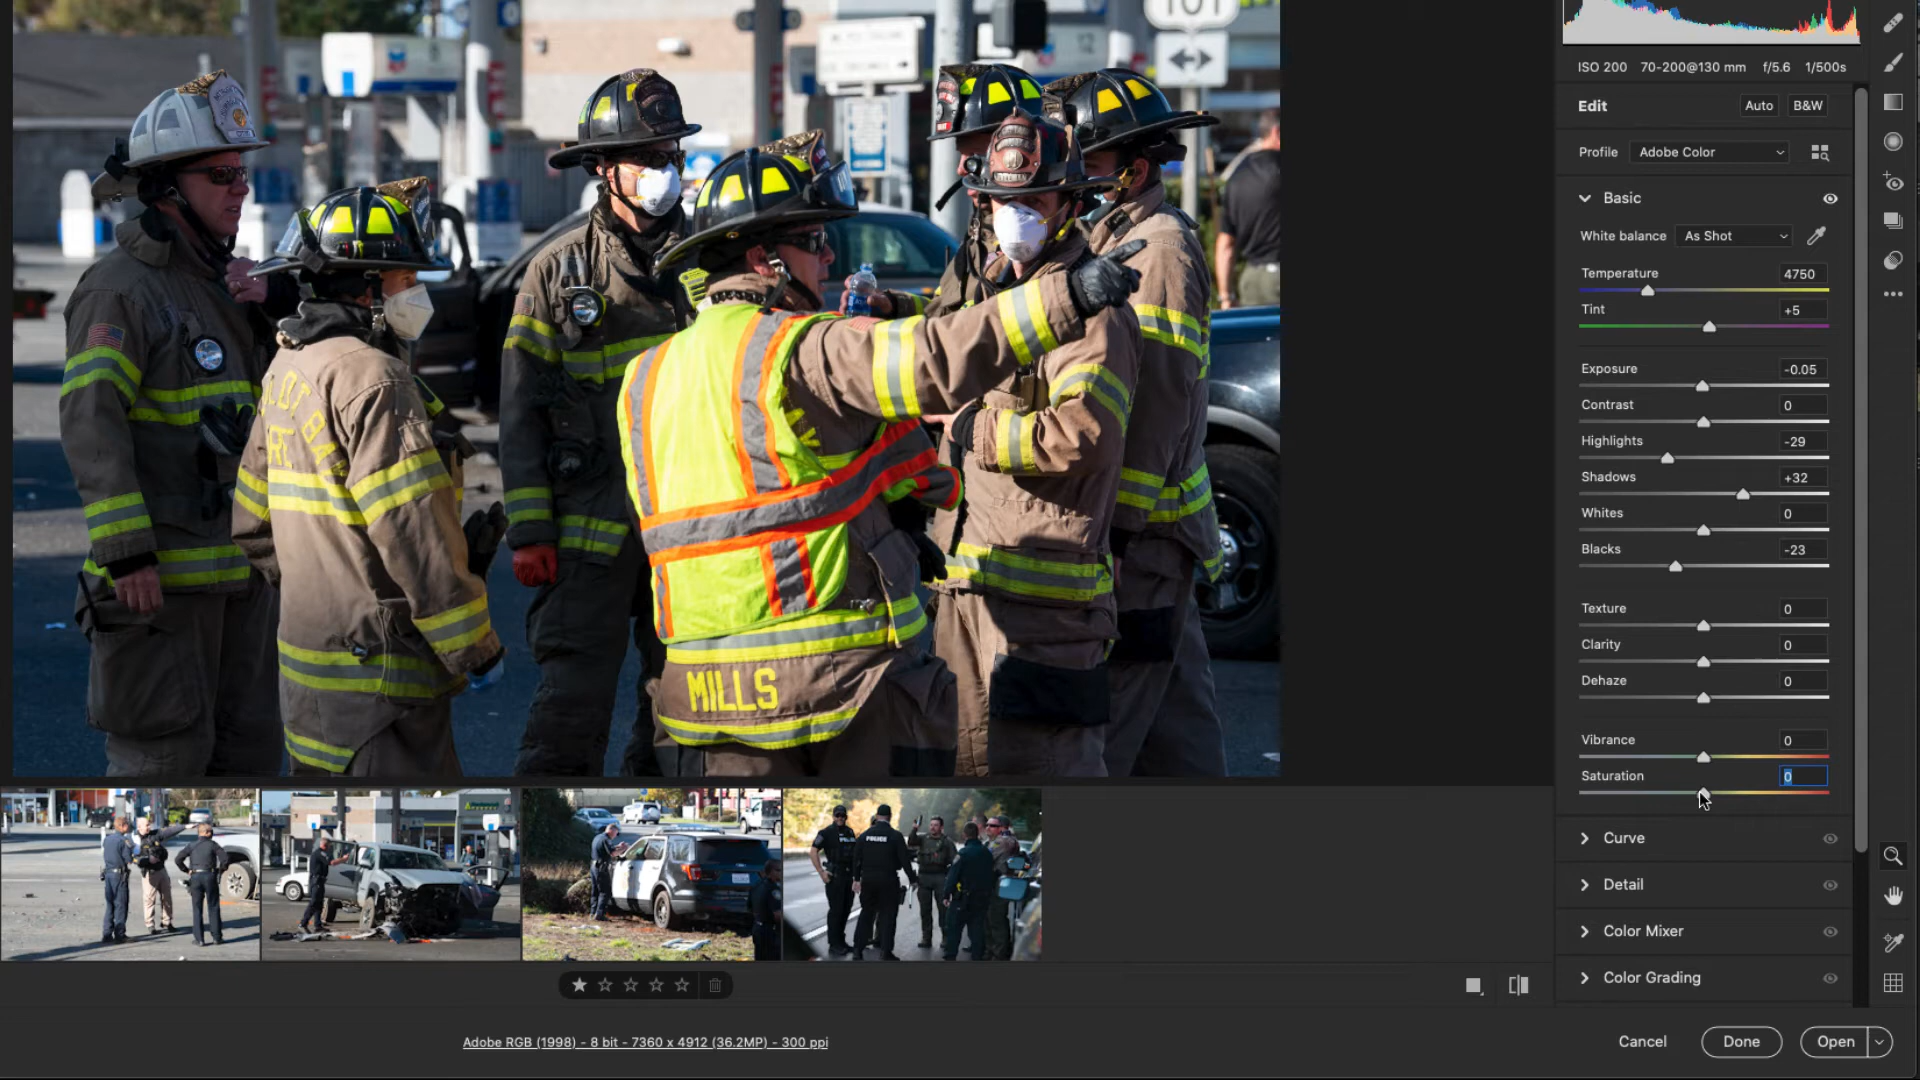 101
ISO 200 70-200@130 mm f/5.6 1/500s
Edit Auto B&W
Profile Adobe Color
Basic
White balance As Shot
Temperature 4750
Tint +5
Exposure -0.05
Contrast 0
Highlights -29
Shadows +32
Whites 0
Blacks -23
Texture 0
Clarity 0
Dehaze 0
Vibrance 0
Saturation 0
Curve
Detail
Color Mixer
Color Grading
MILLS
POLICE
Adobe RGB (1998) - 8 bit - 7360 x 4912 (36.2MP) - 300 ppi
Cancel Done Open